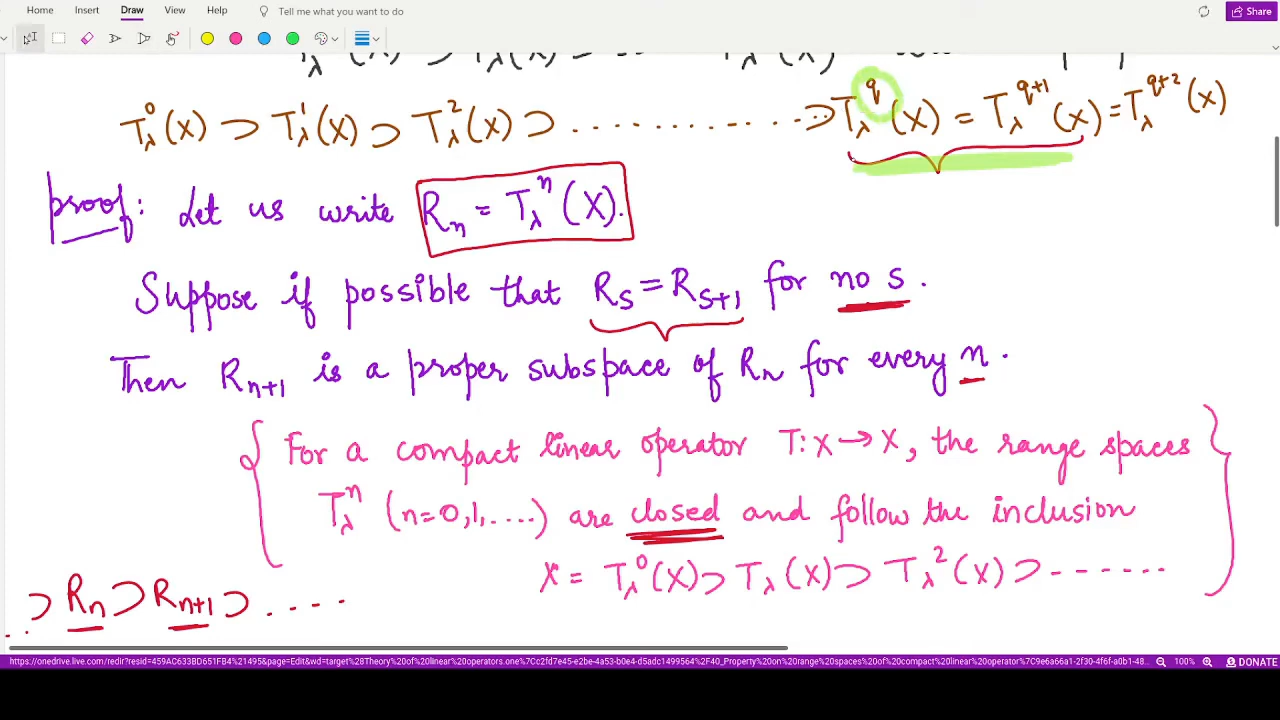 Home Insert Draw View Help Tell me what you want to do Share
T_λ^0(X) ⊃ T_λ^1(X) ⊃ T_λ^2(X) ⊃ .............. ⊃ T_λ^q(X) = T_λ^{q+1}(X) = T_λ^{q+2}(X)
Proof: Let us write R_n = T_λ^n(X).
Suppose if possible that R_s = R_{s+1} for no s.
Then R_{n+1} is a proper subspace of R_n for every n.
{ For a compact linear operator T: X → X, the range spaces
T_λ^n (n=0,1,....) are closed and follow the inclusion
X = T_λ^0(X) ⊃ T_λ(X) ⊃ T_λ^2(X) ⊃ ------ }
.. ⊃ R_n ⊃ R_{n+1} ⊃ .....
100% DONATE